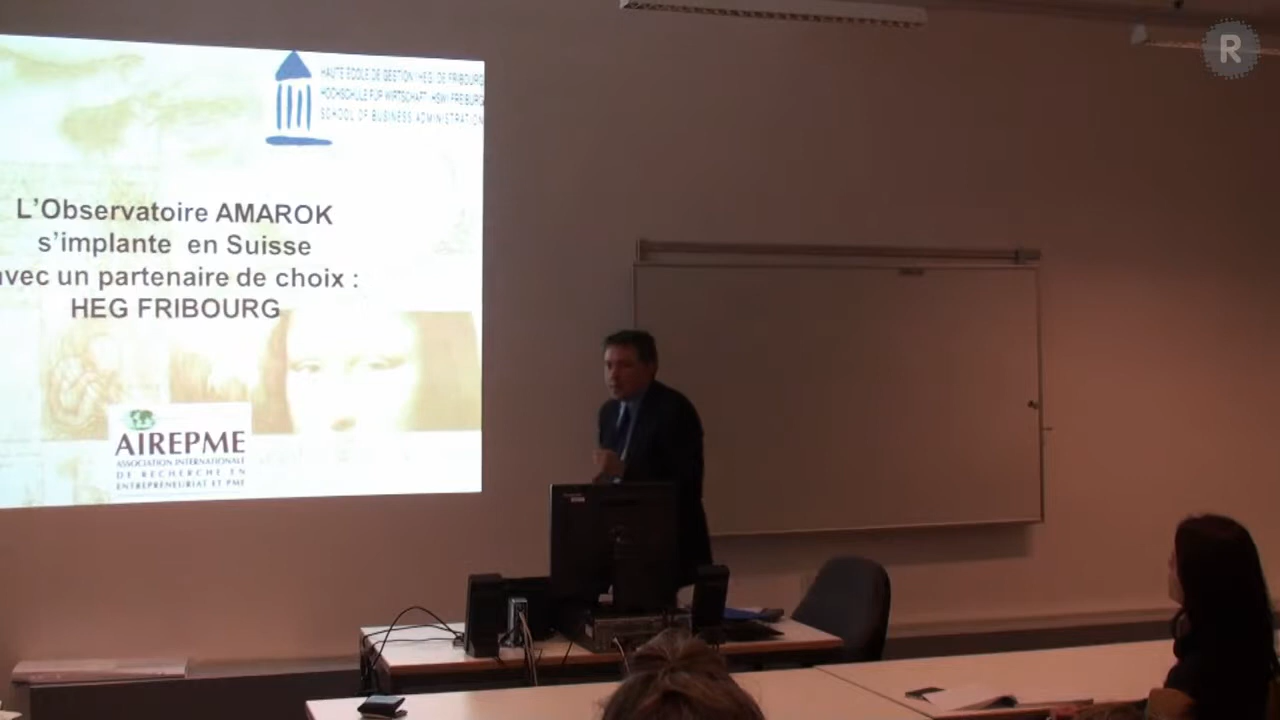 HAUTE ECOLE DE GESTION (HEG) DE FRIBOURG
HOCHSCHULE FÜR WIRTSCHAFT (HSW) FREIBURG
SCHOOL OF BUSINESS ADMINISTRATION
L'Observatoire AMAROK
s'implante en Suisse
avec un partenaire de choix :
HEG FRIBOURG
AIREPME
ASSOCIATION INTERNATIONALE
DE RECHERCHE EN
ENTREPRENEURIAT ET PME
R